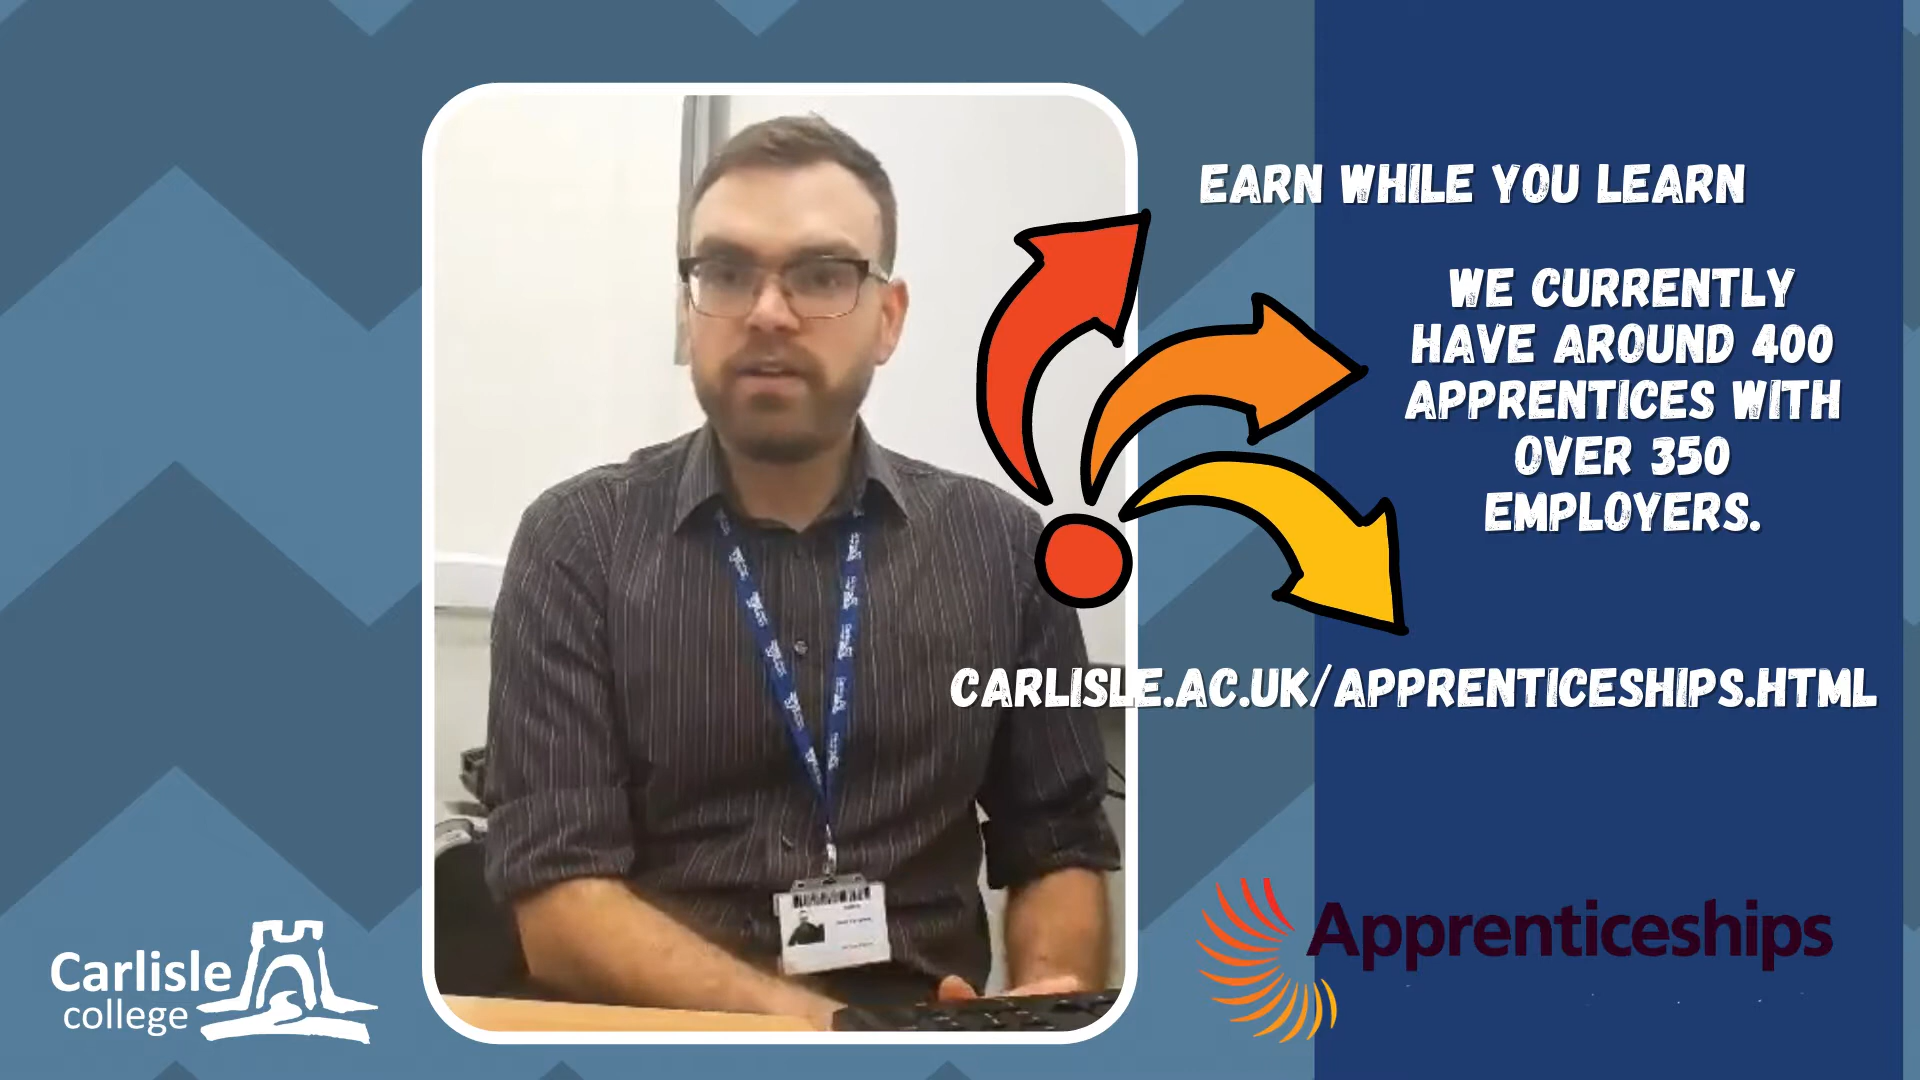 EARN WHILE YOU LEARN
WE CURRENTLY
HAVE AROUND 400
APPRENTICES WITH
OVER 350
EMPLOYERS.
CARLISLE.AC.UK/APPRENTICESHIPS.HTML
Apprenticeships
Carlisle
college